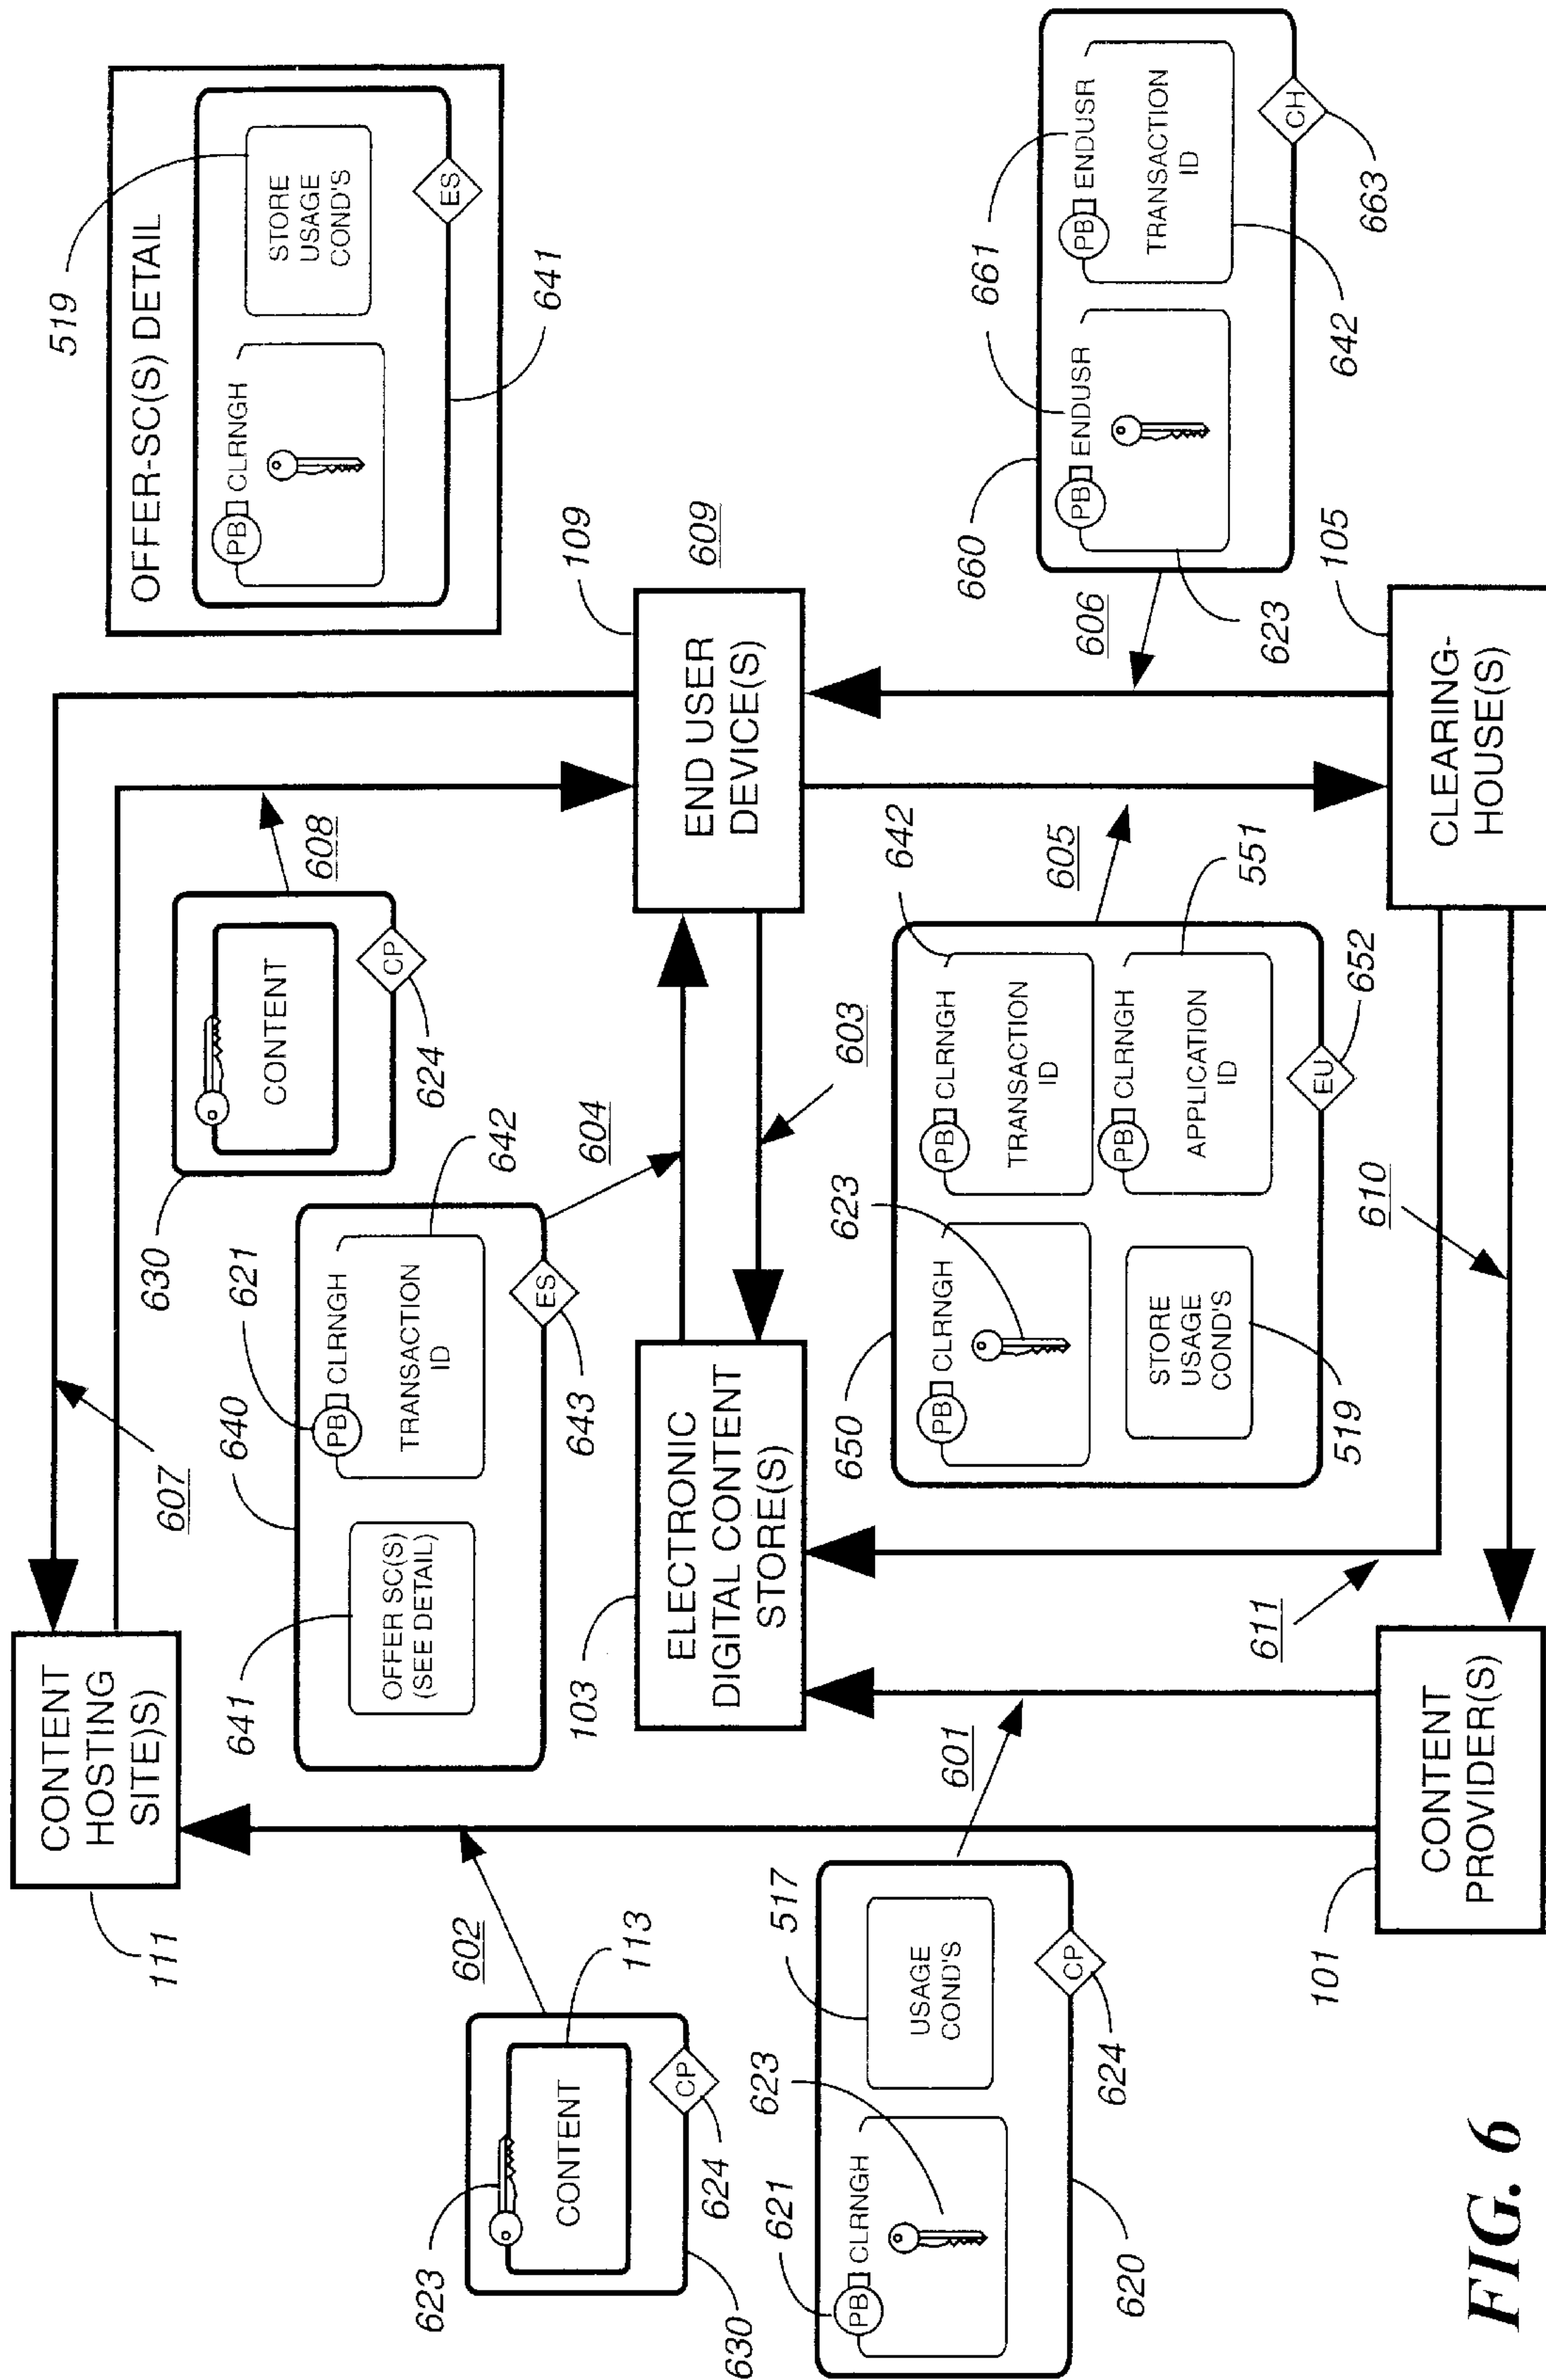 OFFER-SC(S) DETAIL
519
PB CLRNGH
STORE
USAGE
COND'S
ES
641
CONTENT
HOSTING
SITE)S)
111
607
608
CONTENT
CP
624
630
602
623
CONTENT
113
CP
624
630
640
621
642
641
OFFER SC(S)
(SEE DETAIL)
PB CLRNGH
TRANSACTION
ID
ES
643
604
603
103
ELECTRONIC
DIGITAL CONTENT
STORE(S)
109
END USER
DEVICE(S)
609
621
PB CLRNGH
623
517
USAGE
COND'S
CP
624
620
601
650
623
642
PB CLRNGH
PB CLRNGH
TRANSACTION
ID
STORE
USAGE
COND'S
519
PB CLRNGH
APPLICATION
ID
551
EU
652
605
606
660
661
PB ENDUSR
623
PB ENDUSR
TRANSACTION
ID
642
CH
663
101
CONTENT
PROVIDER(S)
611
610
105
CLEARING-
HOUSE(S)
FIG. 6